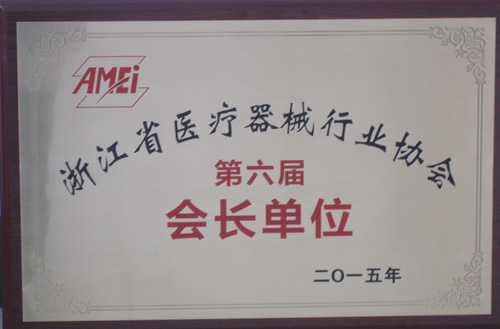 AMEi
浙江省医疗器械行业协会
第六届
会长单位
二〇一五年